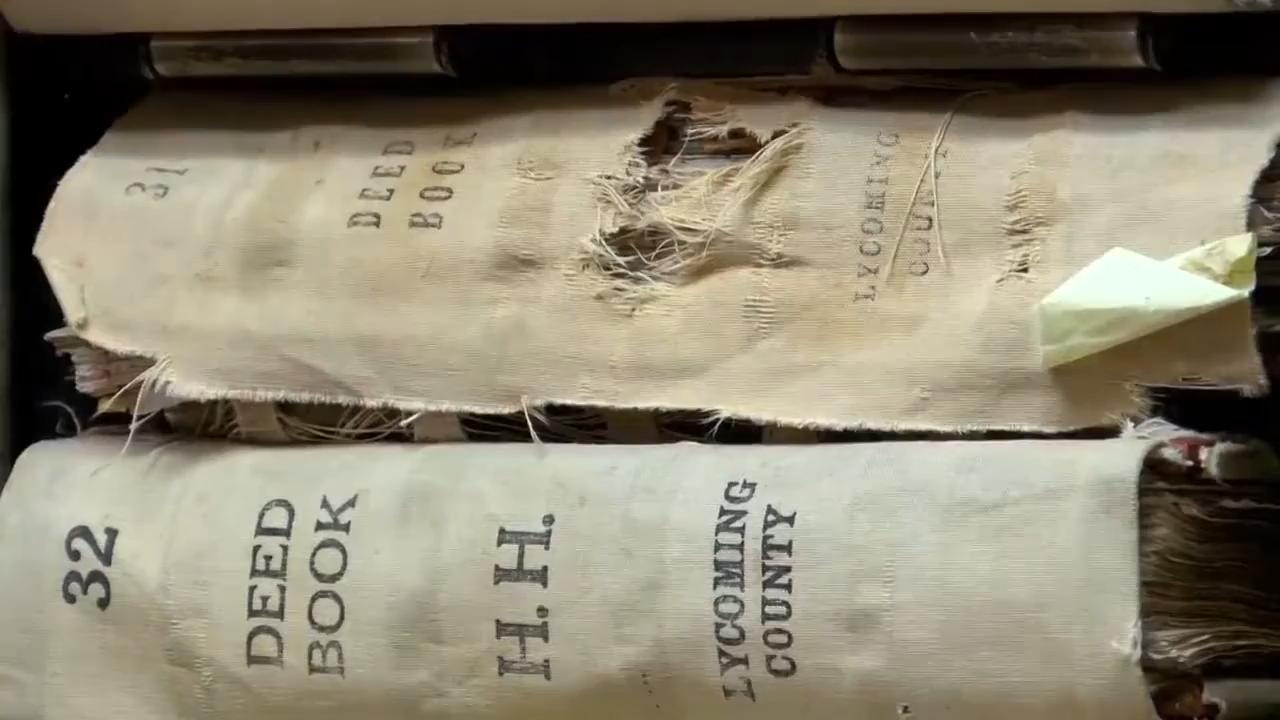 31
DEED
BOOK
LYCOMING
32
DEED
BOOK
H. H.
LYCOMING
COUNTY